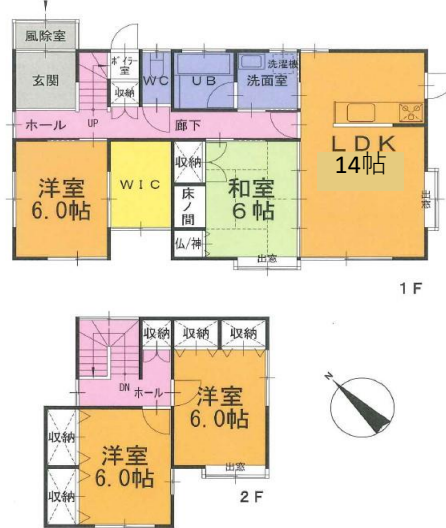 風除室
玄関
ボイラー室
収納
WC
UB
洗濯機
洗面室
ホール
UP
廊下
LDK
14帖
洋室
6.0帖
WIC
収納
床ノ間
仏/神
和室
6帖
出窓
出窓
1F
収納
収納
収納
DN
ホール
洋室
6.0帖
出窓
収納
収納
洋室
6.0帖
2F
N